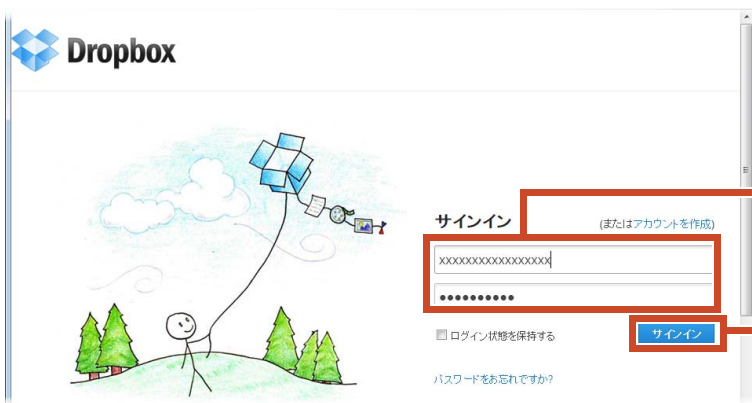 Dropbox
サインイン
(またはアカウントを作成)
xxxxxxxxxxxxxxxxx
●●●●●●●●●●
ログイン状態を保持する
サインイン
パスワードをお忘れですか?